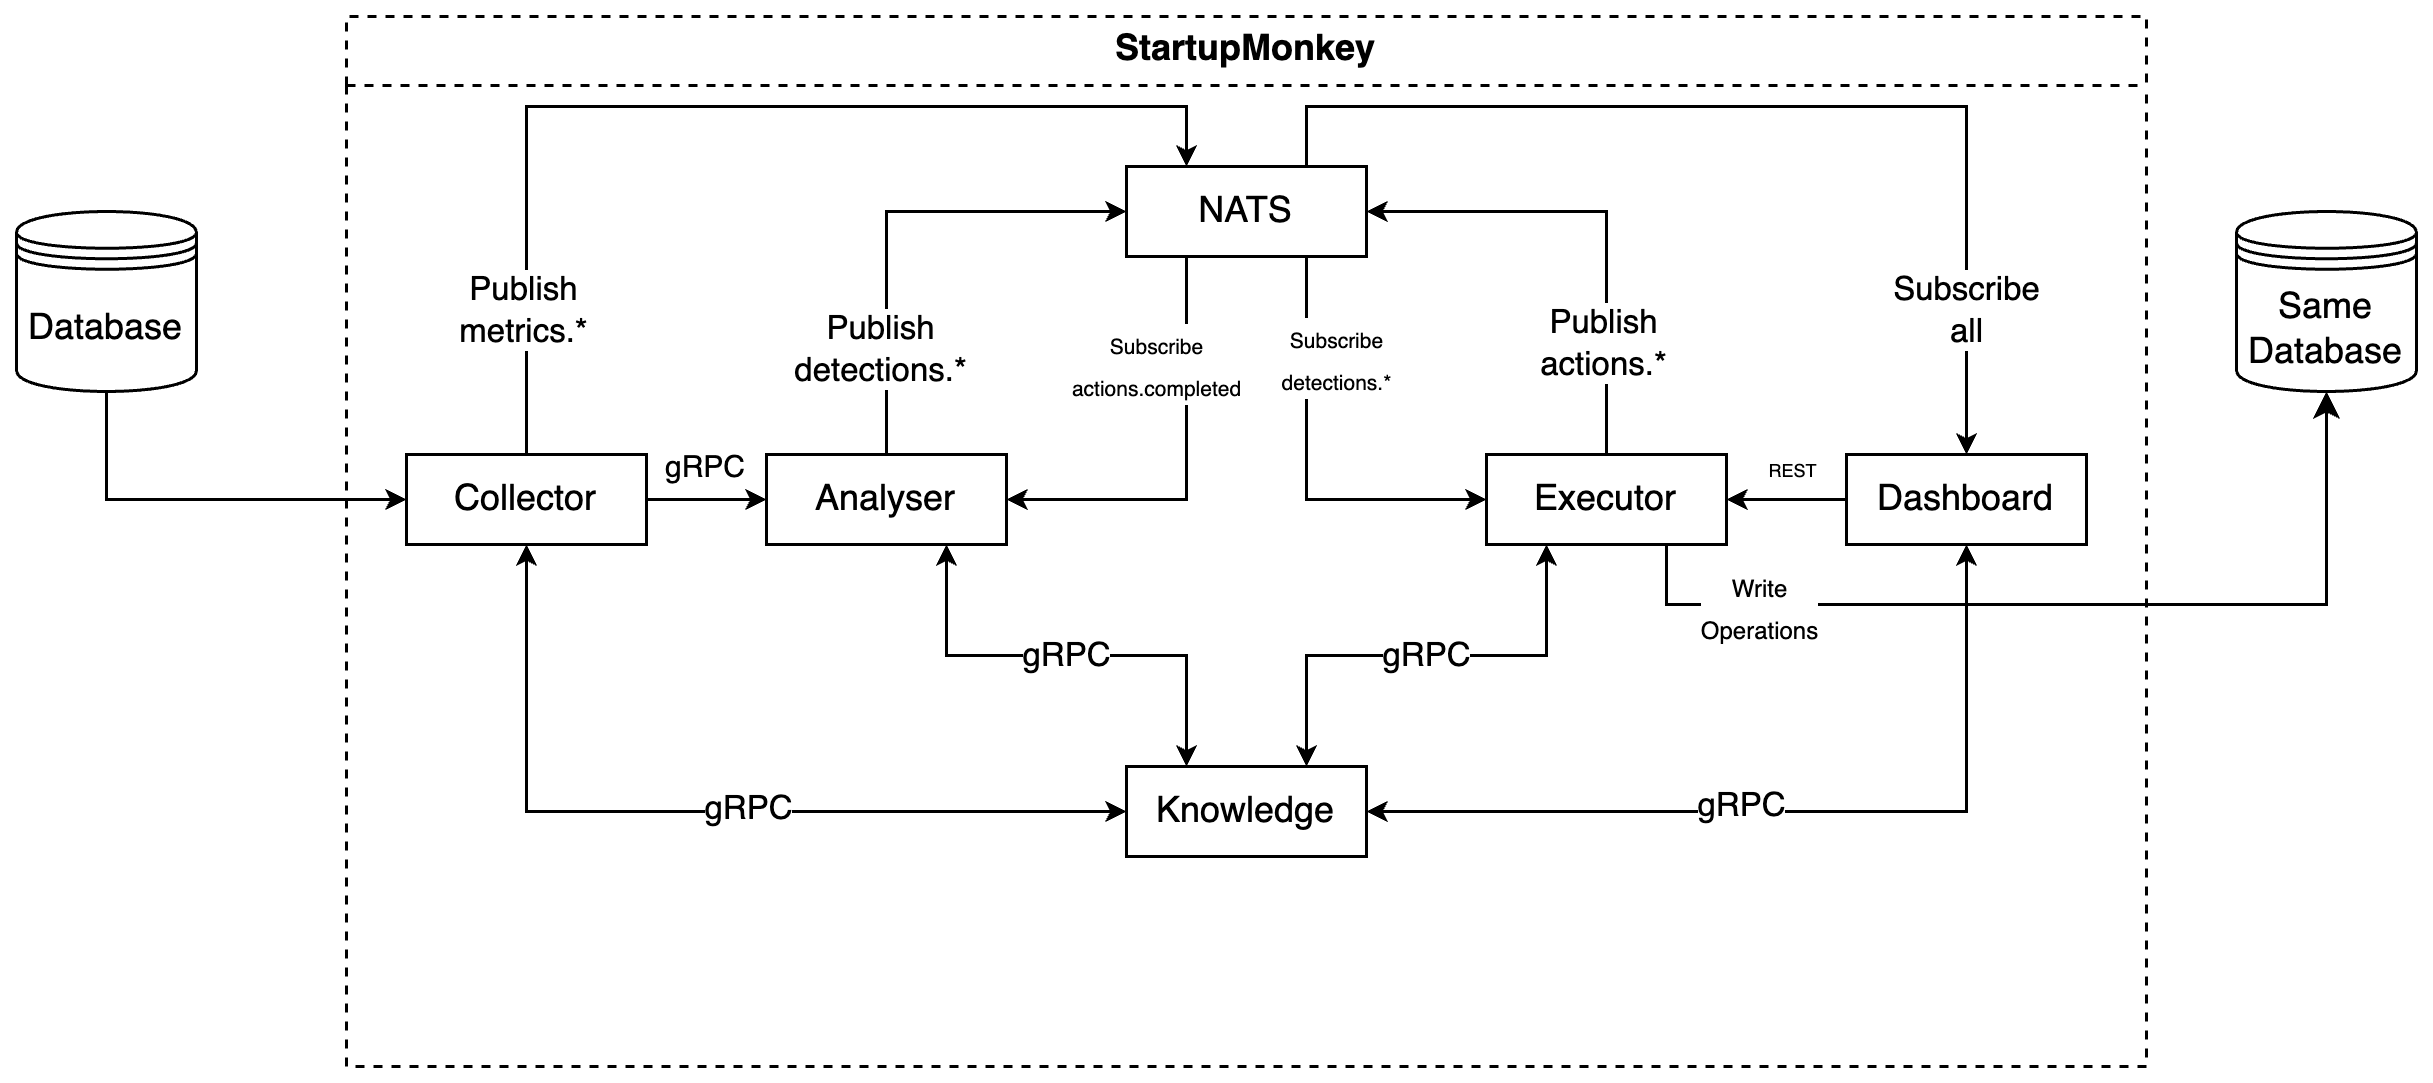 StartupMonkey
NATS
Database
Publish
metrics.*
Publish
detections.*
Subscribe
actions.completed
Subscribe
detections.*
Publish
actions.*
Subscribe
all
Same
Database
Collector
gRPC
Analyser
Executor
REST
Dashboard
Write
Operations
gRPC
gRPC
gRPC
Knowledge
gRPC